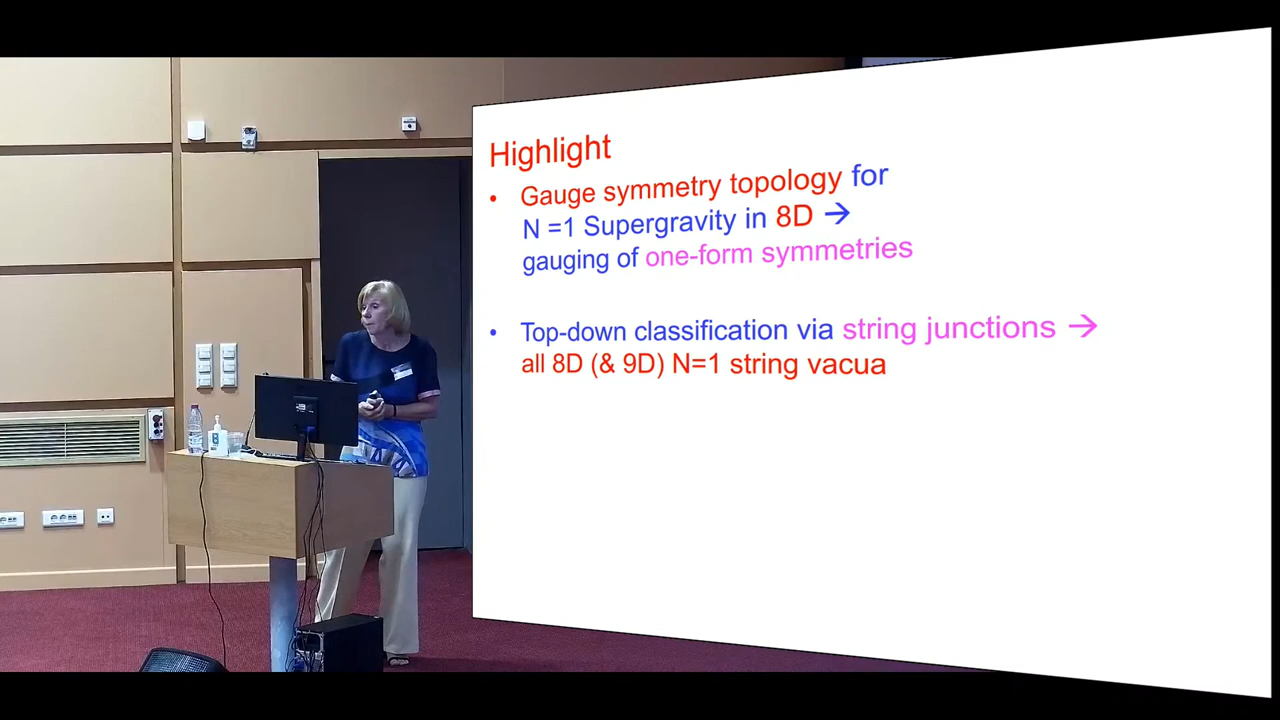 Highlight
• Gauge symmetry topology for
N =1 Supergravity in 8D →
gauging of one-form symmetries
• Top-down classification via string junctions →
all 8D (& 9D) N=1 string vacua